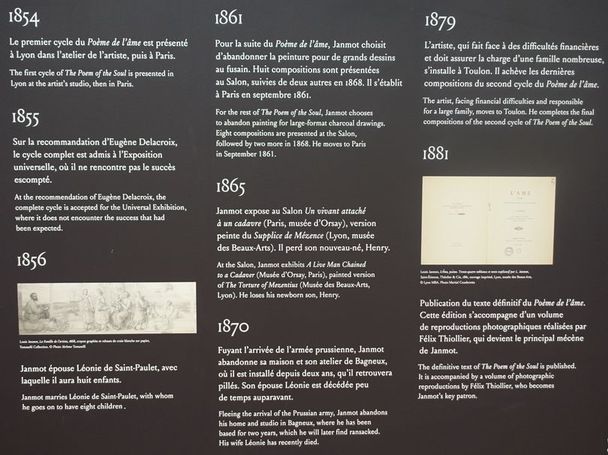 1854
Le premier cycle du Poème de l'âme est présenté
à Lyon dans l'atelier de l'artiste, puis à Paris.
The first cycle of The Poem of the Soul is presented in
Lyon at the artist's studio, then in Paris.
1855
Sur la recommandation d'Eugène Delacroix,
le cycle complet est admis à l'Exposition
universelle, où il ne rencontre pas le succès
escompté.
At the recommendation of Eugène Delacroix, the
complete cycle is accepted for the Universal Exhibition,
where it does not encounter the success that had
been expected.
1856
Janmot épouse Léonie de Saint-Paulet, avec
laquelle il aura huit enfants.
Janmot marries Léonie de Saint-Paulet, with whom
he goes on to have eight children .
1861
Pour la suite du Poème de l'âme, Janmot choisit
d'abandonner la peinture pour de grands dessins
au fusain. Huit compositions sont présentées
au Salon, suivies de deux autres en 1868. Il s'établit
à Paris en septembre 1861.
For the rest of The Poem of the Soul, Janmot chooses
to abandon painting for large-format charcoal drawings.
Eight compositions are presented at the Salon,
followed by two more in 1868. He moves to Paris
in September 1861.
1865
Janmot expose au Salon Un vivant attaché
à un cadavre (Paris, musée d'Orsay), version
peinte du Supplice de Mézence (Lyon, musée
des Beaux-Arts). Il perd son nouveau-né, Henry.
At the Salon, Janmot exhibits A Live Man Chained
to a Cadaver (Musée d'Orsay, Paris), painted version
of The Torture of Mezentius (Musée des Beaux-Arts,
Lyon). He loses his newborn son, Henry.
1870
Fuyant l'arrivée de l'armée prussienne, Janmot
abandonne sa maison et son atelier de Bagneux,
où il est installé depuis deux ans, qu'il retrouvera
pillés. Son épouse Léonie est décédée peu
de temps auparavant.
Fleeing the arrival of the Prussian army, Janmot abandons
his home and studio in Bagneux, where he has been
based for two years, which he will later find ransacked.
His wife Léonie has recently died.
1879
L'artiste, qui fait face à des difficultés financières
et doit assurer la charge d'une famille nombreuse,
s'installe à Toulon. Il achève les dernières
compositions du second cycle du Poème de l'âme.
The artist, facing financial difficulties and responsible
for a large family, moves to Toulon. He completes the final
compositions of the second cycle of The Poem of the Soul.
1881
L'AME
Publication du texte définitif du Poème de l'âme.
Cette édition s'accompagne d'un volume
de reproductions photographiques réalisées par
Félix Thiollier, qui devient le principal mécène
de Janmot.
The definitive text of The Poem of the Soul is published.
It is accompanied by a volume of photographic
reproductions by Félix Thiollier, who becomes
Janmot's key patron.